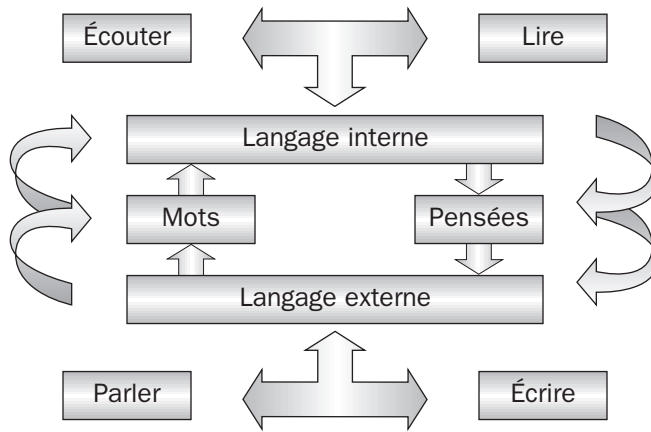 Écouter
Lire
Langage interne
Mots
Pensées
Langage externe
Parler
Écrire